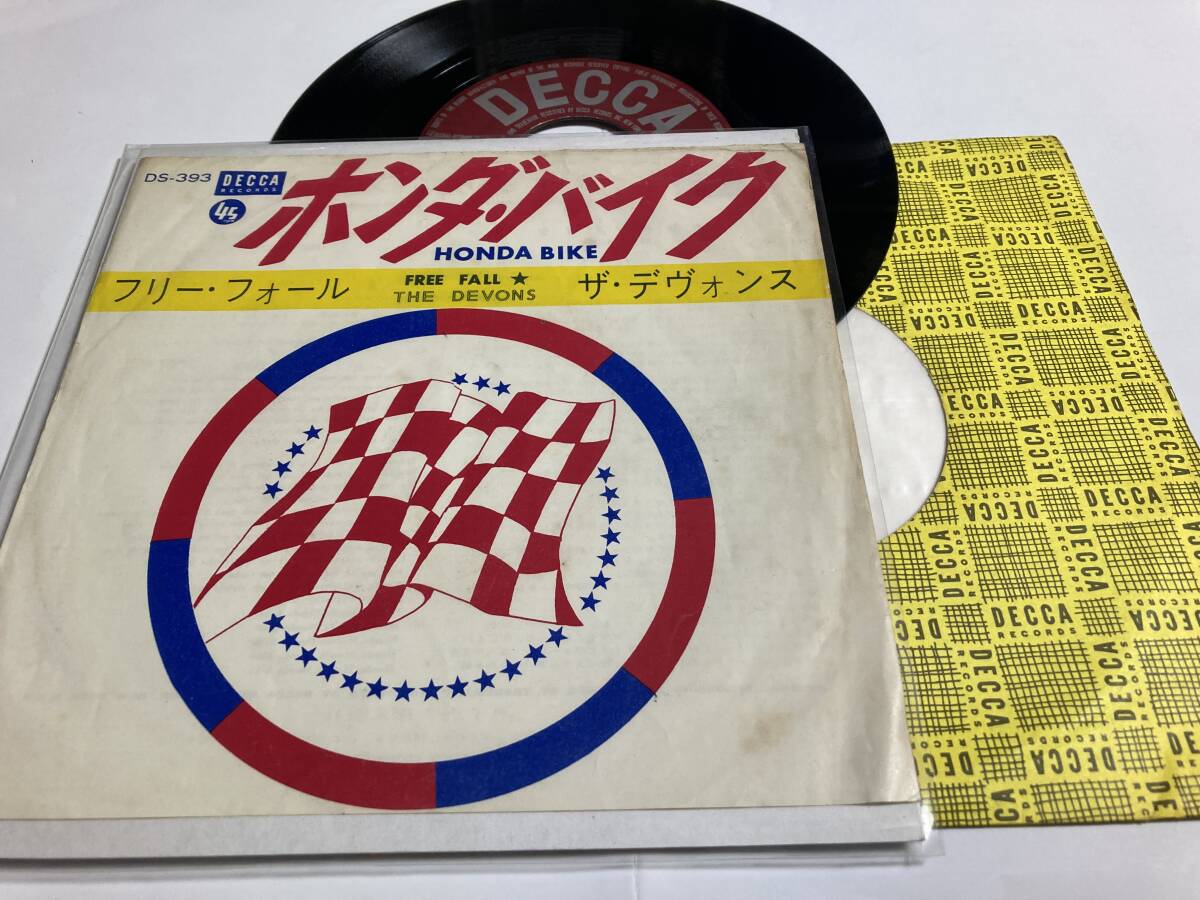 DECCA
DS-393
DECCA
RECORDS
45
ホンダ・バイク
HONDA BIKE
フリー・フォール
FREE FALL ★
THE DEVONS
ザ・デヴォンス
DECCA
RECORDS